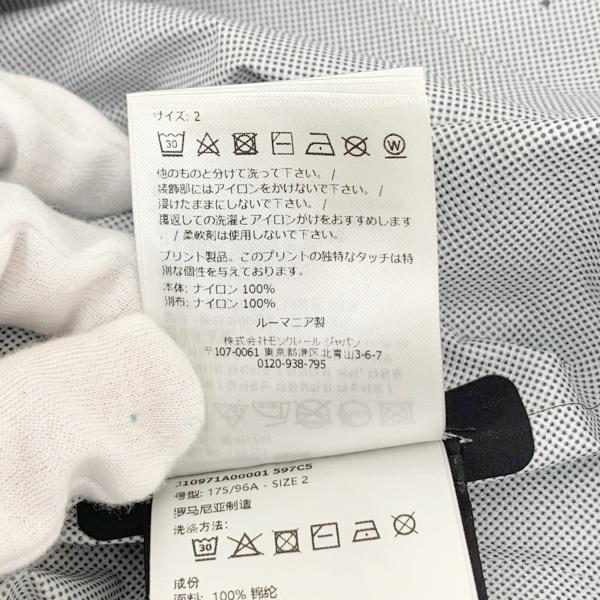 サイズ: 2
30
W
他のものと分けて洗って下さい。 /
装飾部にはアイロンをかけないで下さい。 /
浸けたままにしないで下さい。 /
裏返しての洗濯とアイロンがけをおすすめします
。 / 柔軟剤は使用しないで下さい。
プリント製品。このプリントの独特なタッチは特
別な個性を与えております。
本体: ナイロン 100%
別布: ナイロン 100%
ルーマニア製
株式会社モンクレール ジャパン
〒107-0061 東京都港区北青山 3-6-7
0120-938-795
J10971A00001 597C5
号型: 175/96A - SIZE 2
罗马尼亚制造
洗涤方法:
30
成份
面料: 100% 锦纶